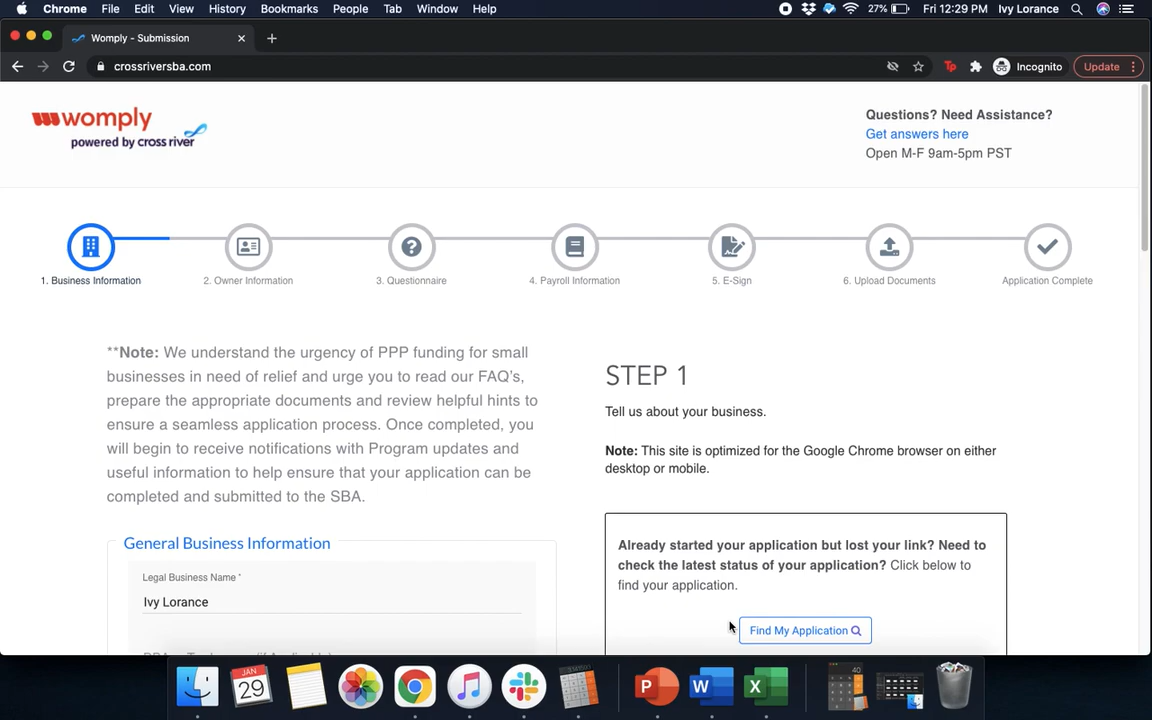 Chrome File Edit View History Bookmarks People Tab Window Help 27% Fri 12:29 PM Ivy Lorance
Womply - Submission
crossriversba.com Incognito Update
womply
powered by cross river
Questions? Need Assistance?
Get answers here
Open M-F 9am-5pm PST
1. Business Information 2. Owner Information 3. Questionnaire 4. Payroll Information 5. E-Sign 6. Upload Documents Application Complete
**Note: We understand the urgency of PPP funding for small
businesses in need of relief and urge you to read our FAQ's,
prepare the appropriate documents and review helpful hints to
ensure a seamless application process. Once completed, you
will begin to receive notifications with Program updates and
useful information to help ensure that your application can be
completed and submitted to the SBA.
General Business Information
Legal Business Name *
Ivy Lorance
STEP 1
Tell us about your business.
Note: This site is optimized for the Google Chrome browser on either
desktop or mobile.
Already started your application but lost your link? Need to
check the latest status of your application? Click below to
find your application.
Find My Application
JAN
29
P W X
40